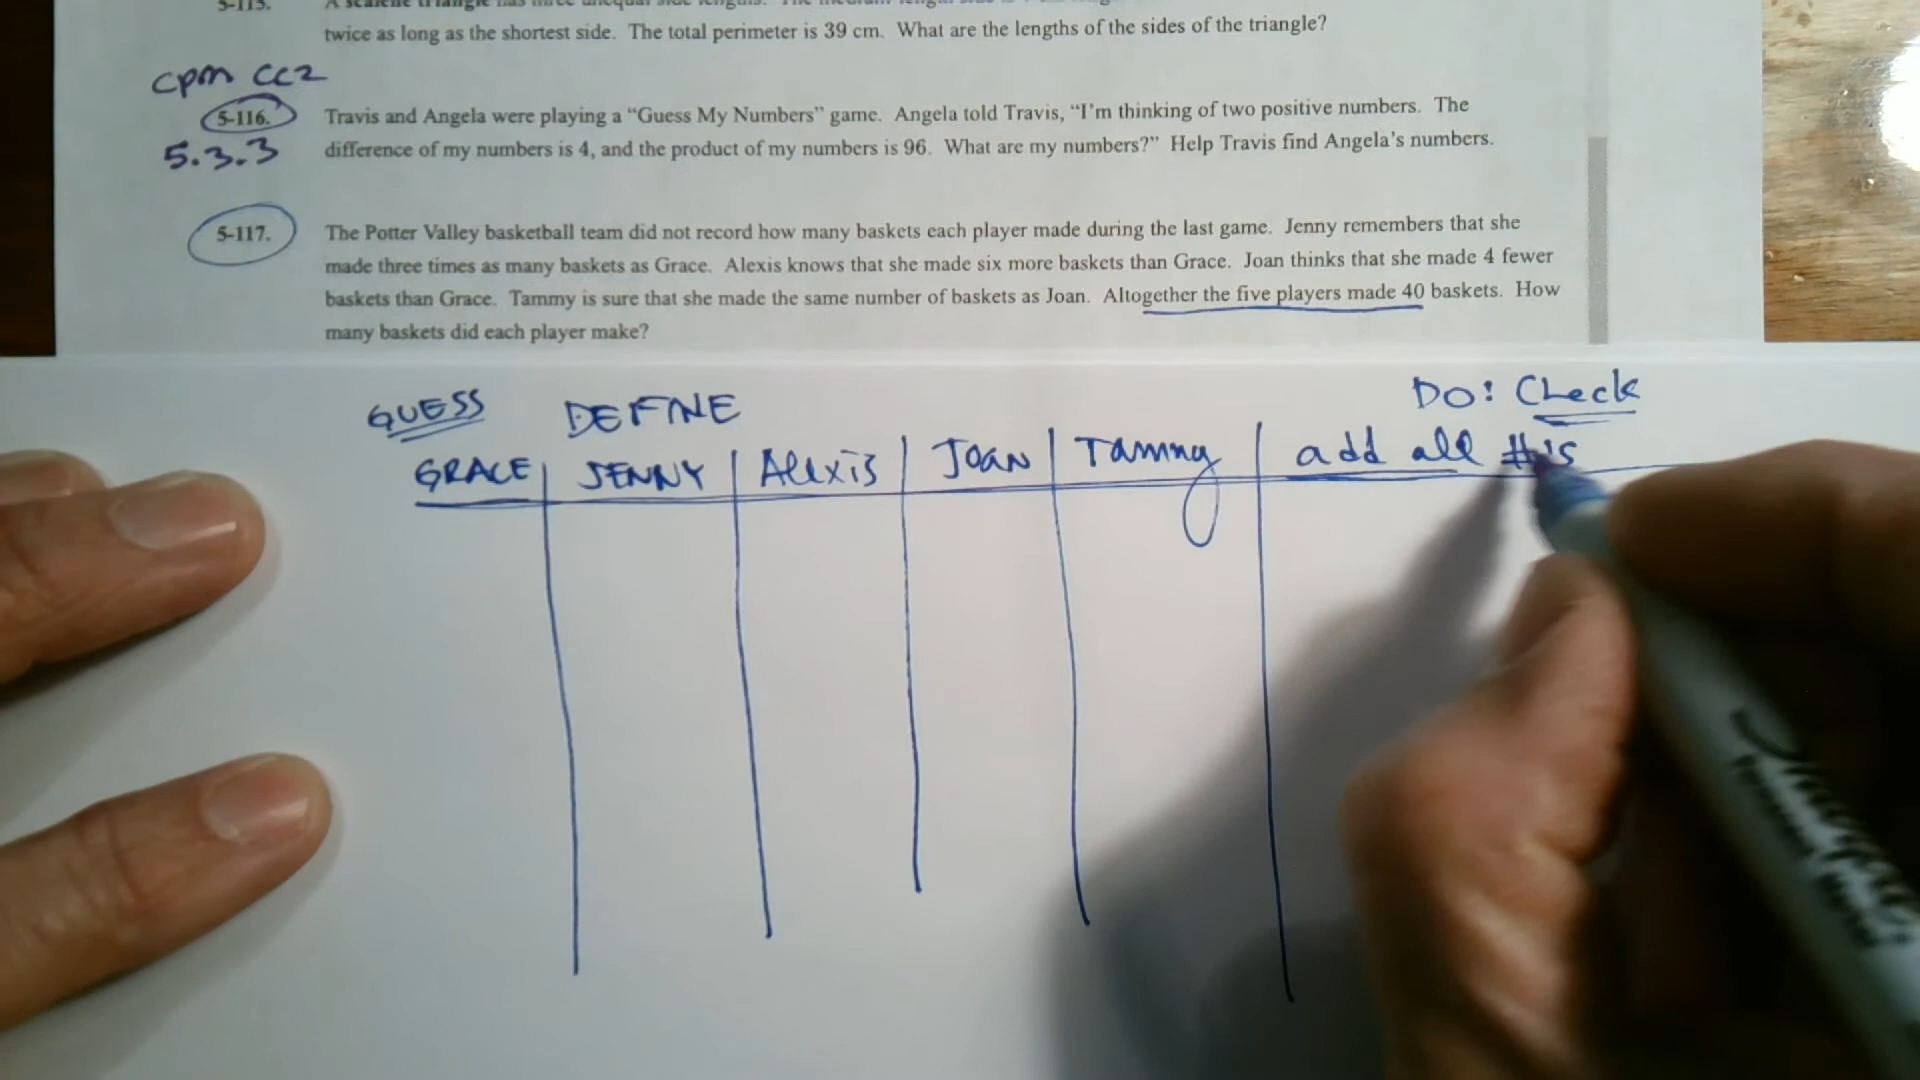 5-115.
twice as long as the shortest side. The total perimeter is 39 cm. What are the lengths of the sides of the triangle?
cpm cc2
5-116. Travis and Angela were playing a “Guess My Numbers” game. Angela told Travis, “I’m thinking of two positive numbers. The
5.3.3 difference of my numbers is 4, and the product of my numbers is 96. What are my numbers?” Help Travis find Angela’s numbers.
5-117. The Potter Valley basketball team did not record how many baskets each player made during the last game. Jenny remembers that she
made three times as many baskets as Grace. Alexis knows that she made six more baskets than Grace. Joan thinks that she made 4 fewer
baskets than Grace. Tammy is sure that she made the same number of baskets as Joan. Altogether the five players made 40 baskets. How
many baskets did each player make?
GUESS DEFINE DO! Check
GRACE JENNY Alexis Joan Tammy add all #'s